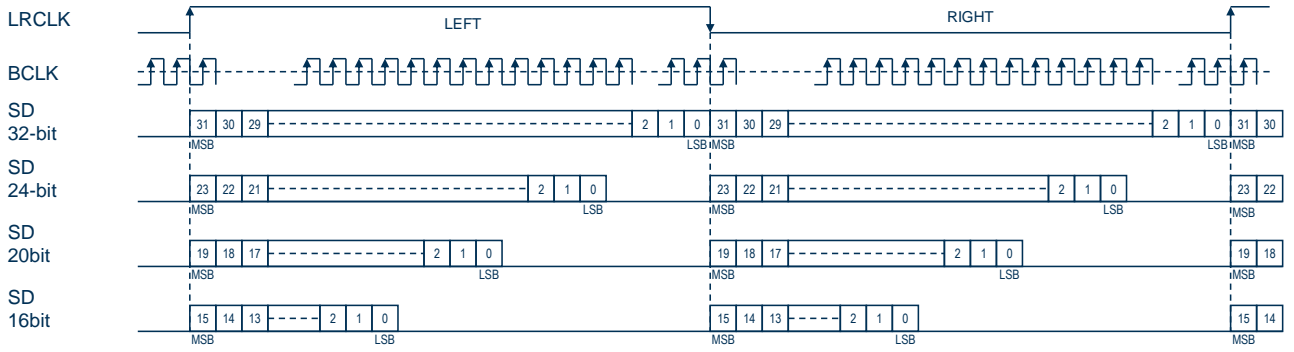 LRCLK LEFT RIGHT
BCLK
SD
32-bit 31 30 29 2 1 0 31 30 29 2 1 0 31 30
MSB LSB MSB LSB MSB
SD
24-bit 23 22 21 2 1 0 23 22 21 2 1 0 23 22
MSB LSB MSB LSB MSB
SD
20bit 19 18 17 2 1 0 19 18 17 2 1 0 19 18
MSB LSB MSB LSB MSB
SD
16bit 15 14 13 2 1 0 15 14 13 2 1 0 15 14
MSB LSB MSB LSB MSB